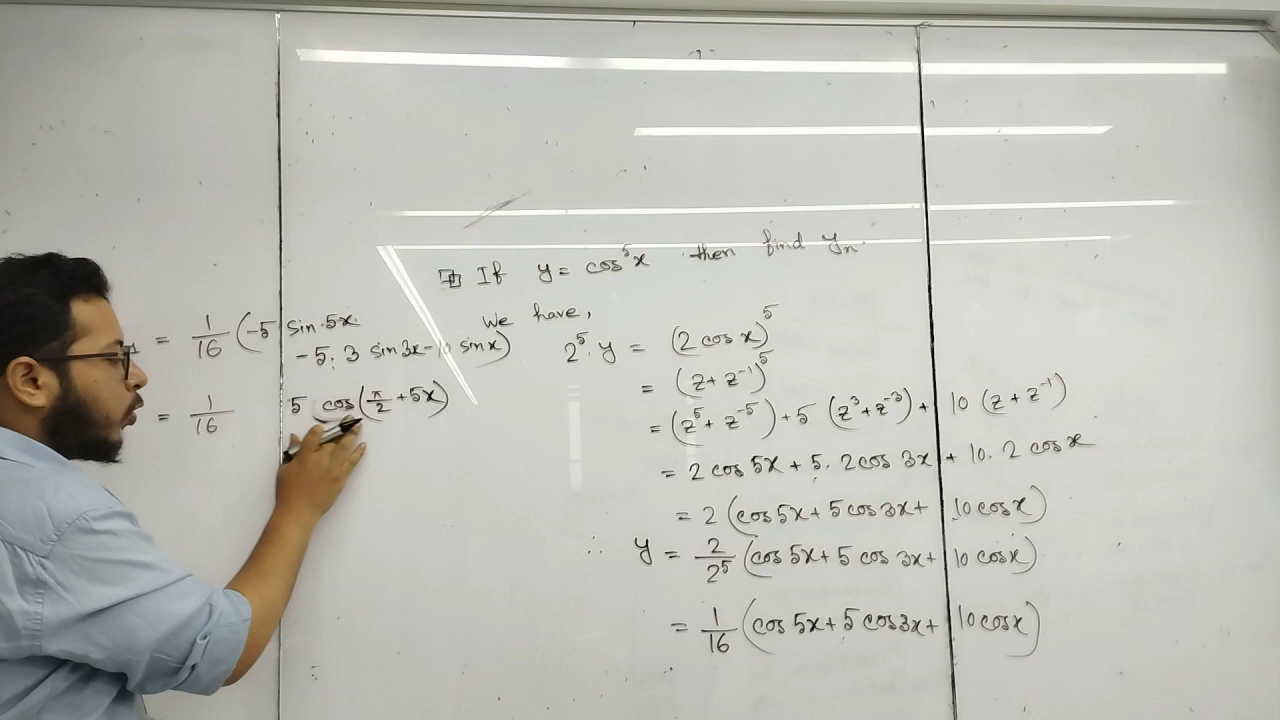 If y = cos⁵x then find yₙ.
We have,
2⁵. y = (2 cos x)⁵
= (z + z⁻¹)⁵
= (z⁵ + z⁻⁵) + 5 (z³ + z⁻³) + 10 (z + z⁻¹)
= 2 cos 5x + 5. 2cos 3x + 10. 2 cos x
= 2 (cos 5x + 5 cos 3x + 10 cos x)
∴ y = 2/2⁵ (cos 5x + 5 cos 3x + 10 cos x)
= 1/16 (cos 5x + 5 cos 3x + 10 cos x)
= 1/16 (-5 sin 5x
-5. 3 sin 3x - 10 sin x)
= 1/16 5 cos(π/2 + 5x)